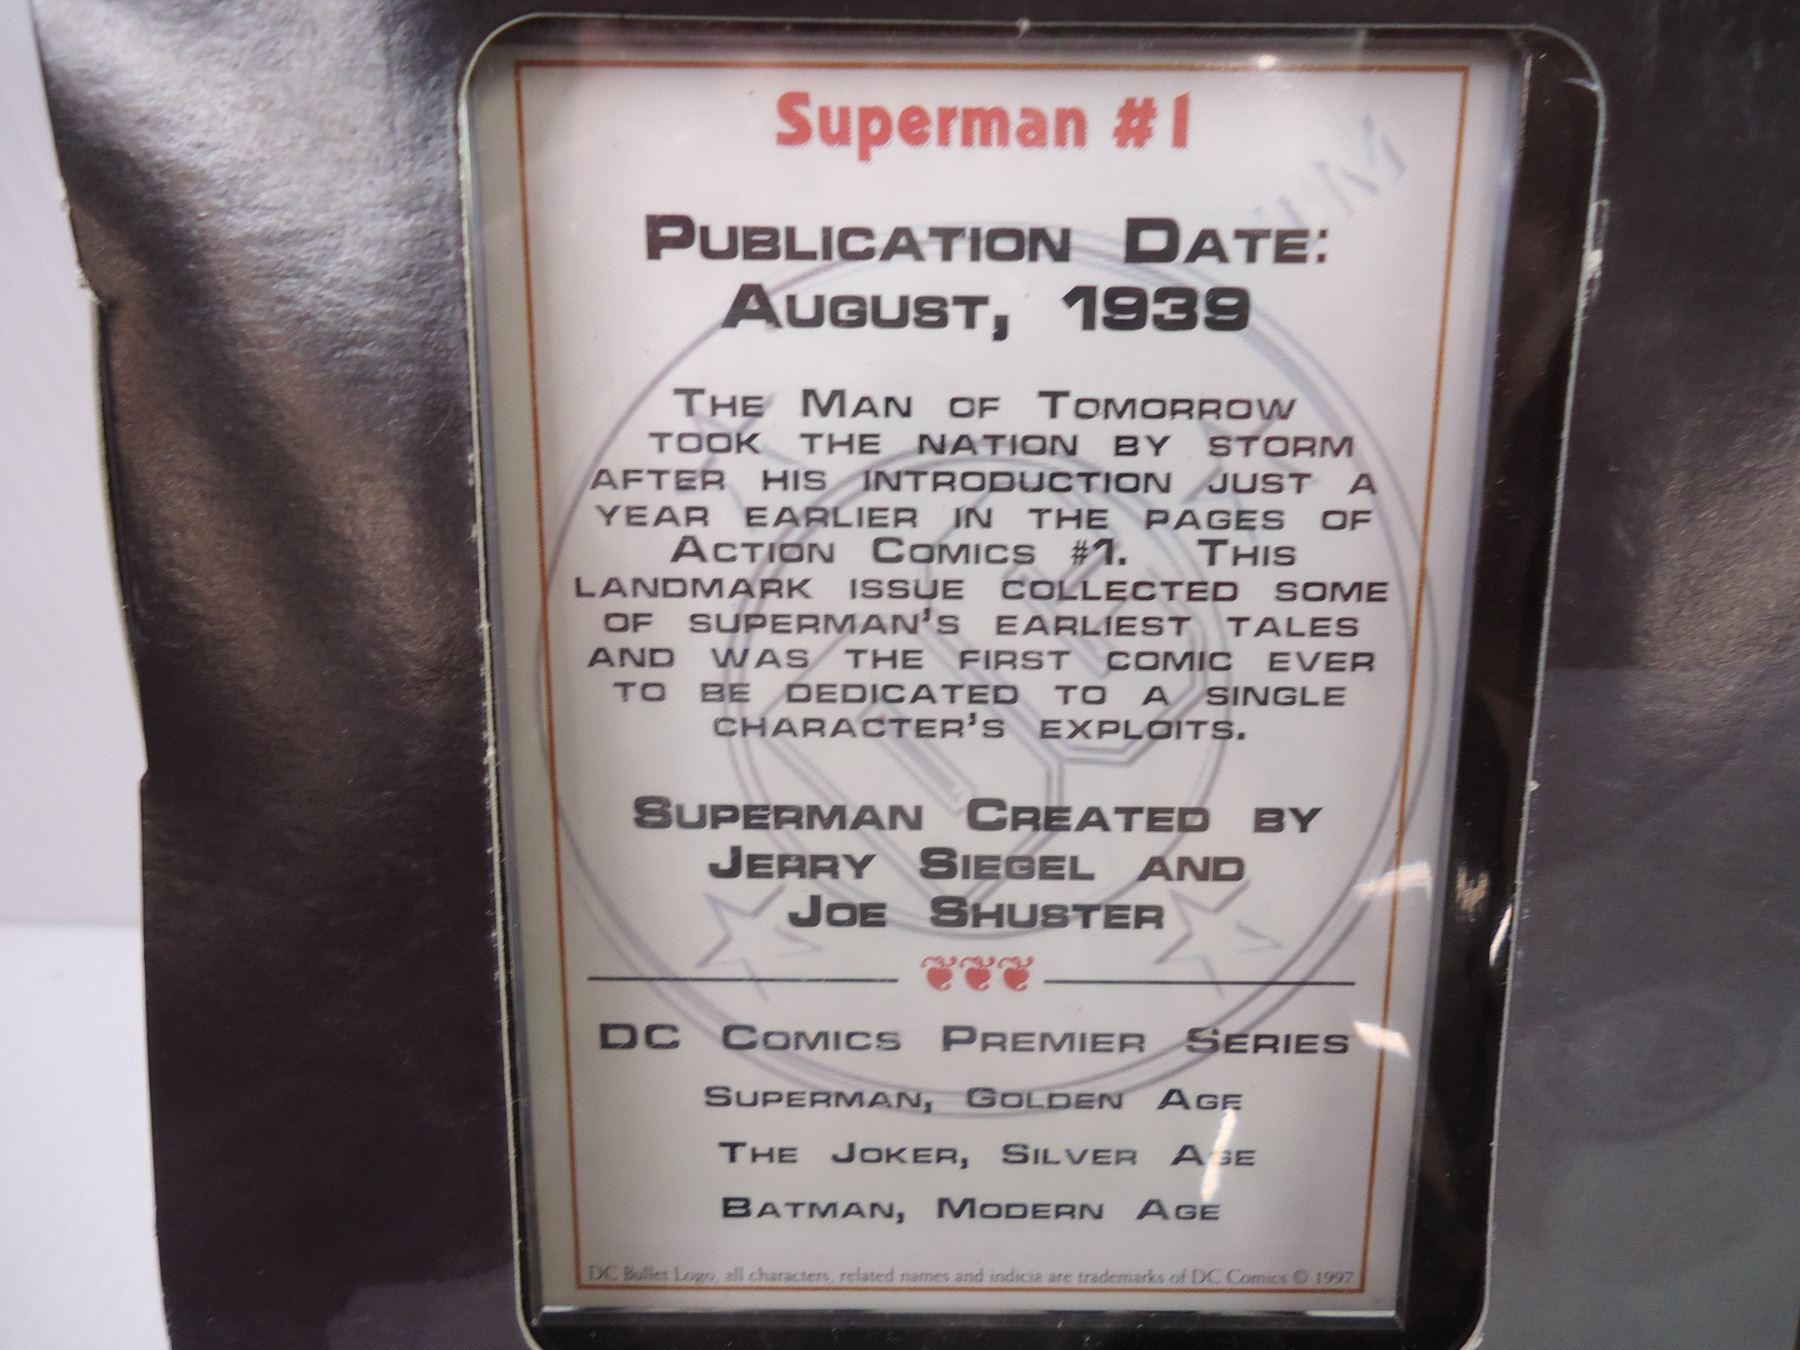 Superman #1
PUBLICATION DATE:
AUGUST, 1939
THE MAN OF TOMORROW
TOOK THE NATION BY STORM
AFTER HIS INTRODUCTION JUST A
YEAR EARLIER IN THE PAGES OF
ACTION COMICS #1. THIS
LANDMARK ISSUE COLLECTED SOME
OF SUPERMAN'S EARLIEST TALES
AND WAS THE FIRST COMIC EVER
TO BE DEDICATED TO A SINGLE
CHARACTER'S EXPLOITS.
SUPERMAN CREATED BY
JERRY SIEGEL AND
JOE SHUSTER
DC COMICS PREMIER SERIES
SUPERMAN, GOLDEN AGE
THE JOKER, SILVER AGE
BATMAN, MODERN AGE
DC Bullet Logo, all characters, related names and indicia are trademarks of DC Comics © 1997